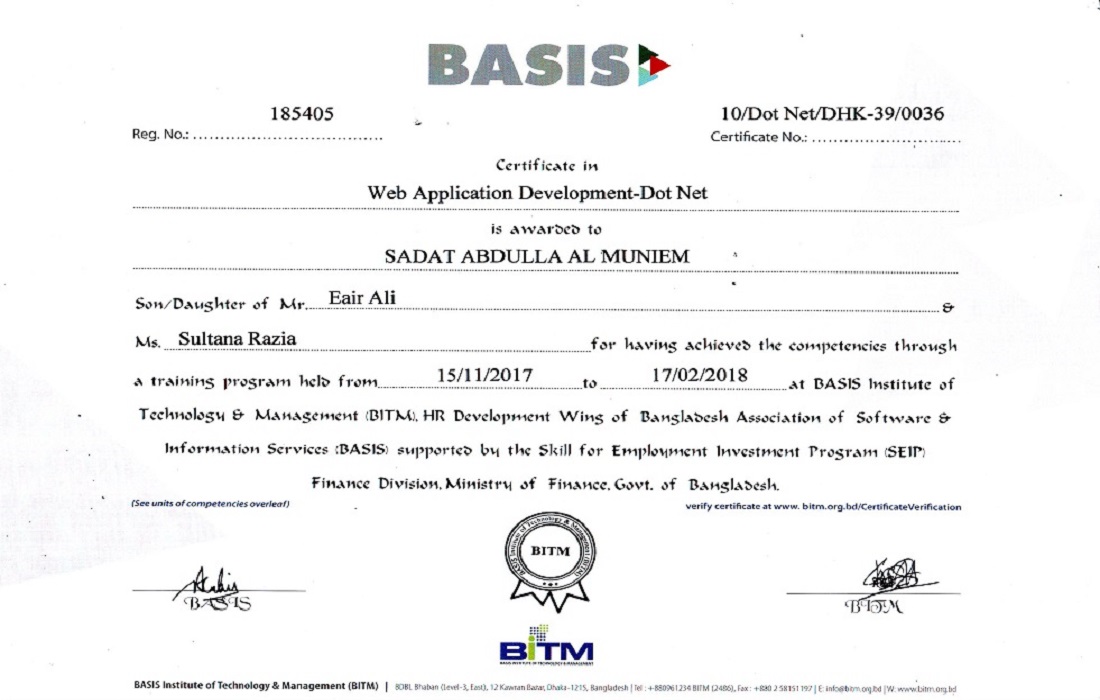 BASIS
185405
10/Dot Net/DHK-39/0036
Reg. No.:
Certificate No.:
Certificate in
Web Application Development-Dot Net
is awarded to
SADAT ABDULLA AL MUNIEM
Son/Daughter of Mr. Eair Ali &
Ms. Sultana Razia for having achieved the competencies through
a training program held from 15/11/2017 to 17/02/2018 at BASIS Institute of
Technology & Management (BITM), HR Development Wing of Bangladesh Association of Software &
Information Services (BASIS) supported by the Skill for Employment Investment Program (SEIP)
Finance Division, Ministry of Finance, Govt. of Bangladesh.
(See units of competencies overleaf)
verify certificate at www. bitm.org.bd/CertificateVerification
BASIS Institute of Technology & Management (BITM)
BITM
BASIS
BITM
BITM
BASIS INSTITUTE OF TECHNOLOGY & MANAGEMENT
BASIS Institute of Technology & Management (BITM) | BDBL Bhaban (Level-3, East), 12 Kawran Bazar, Dhaka-1215, Bangladesh | Tel : +880961234 BITM (2486), Fax : +880 2 58151197 | E: info@bitm.org.bd | W: www.bitm.org.bd